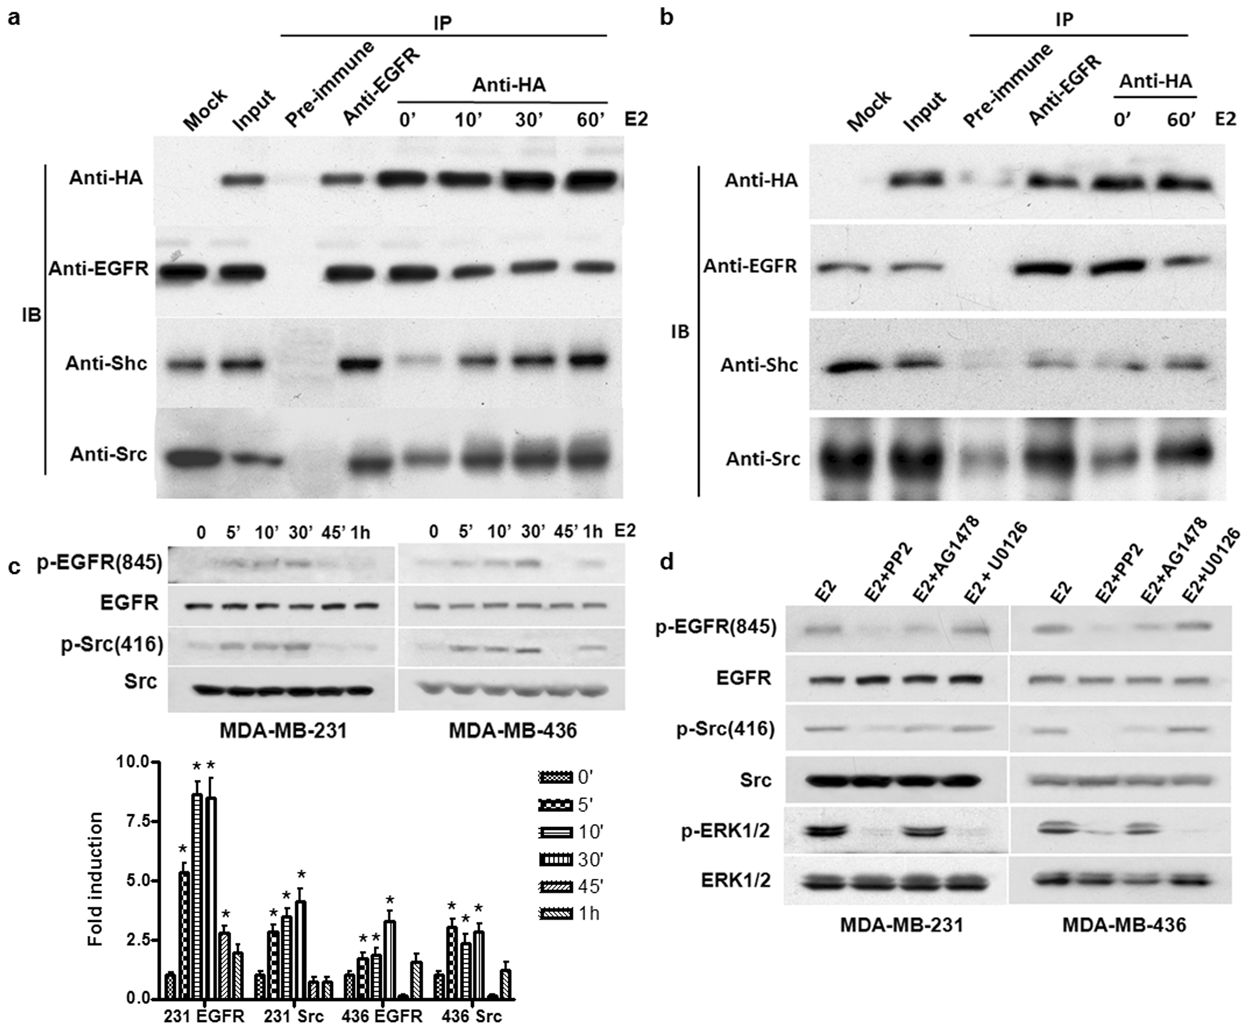 a
IP
Mock
Input
Pre-immune
Anti-EGFR
Anti-HA
0’ 10’ 30’ 60’ E2
IB
Anti-HA
Anti-EGFR
Anti-Shc
Anti-Src
b
IP
Mock
Input
Pre-immune
Anti-EGFR
Anti-HA
0’ 60’ E2
IB
Anti-HA
Anti-EGFR
Anti-Shc
Anti-Src
c
0 5’ 10’ 30’ 45’ 1h 0 5’ 10’ 30’ 45’ 1h E2
p-EGFR(845)
EGFR
p-Src(416)
Src
MDA-MB-231 MDA-MB-436
Fold induction
10.0
7.5
5.0
2.5
0.0
* * * * * * * * * * * * * *
231 EGFR 231 Src 436 EGFR 436 Src
0'
5'
10'
30'
45'
1h
d
E2
E2+PP2
E2+AG1478
E2+ U0126
E2
E2+PP2
E2+AG1478
E2+U0126
p-EGFR(845)
EGFR
p-Src(416)
Src
p-ERK1/2
ERK1/2
MDA-MB-231 MDA-MB-436